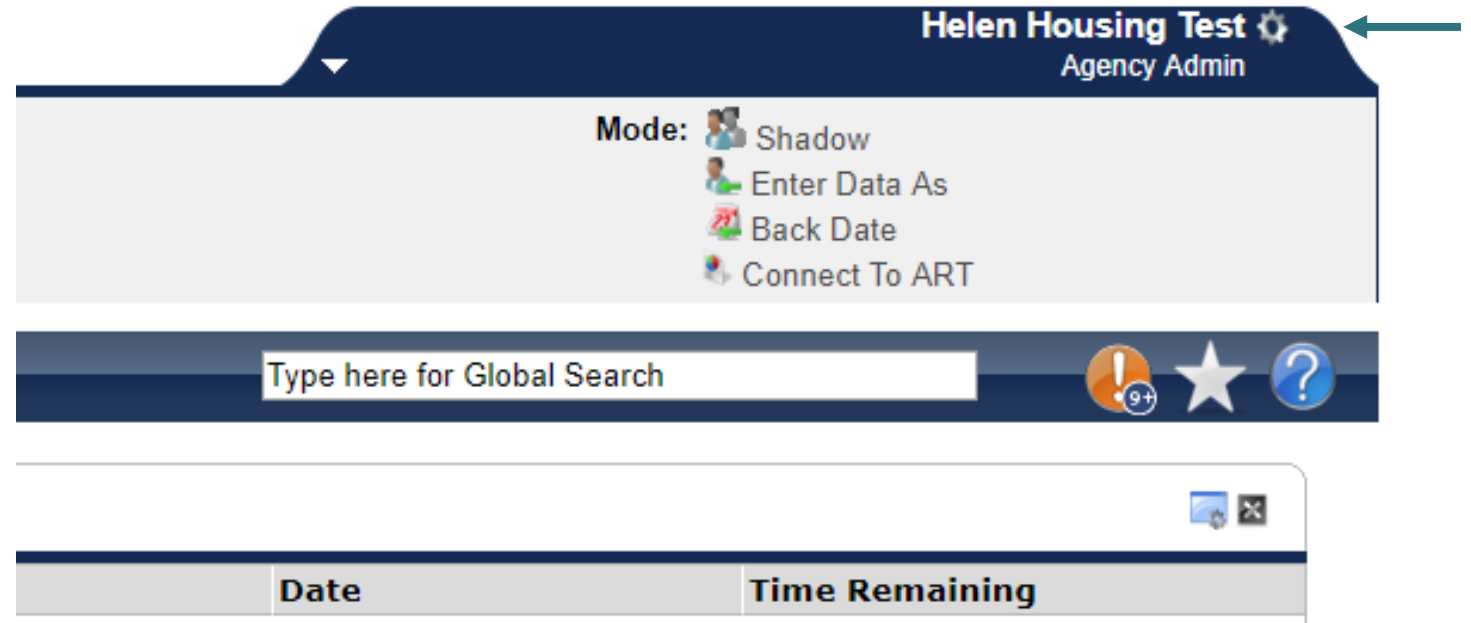 Helen Housing Test
Agency Admin
Mode: Shadow
Enter Data As
Back Date
Connect To ART
Type here for Global Search
9+
Date Time Remaining